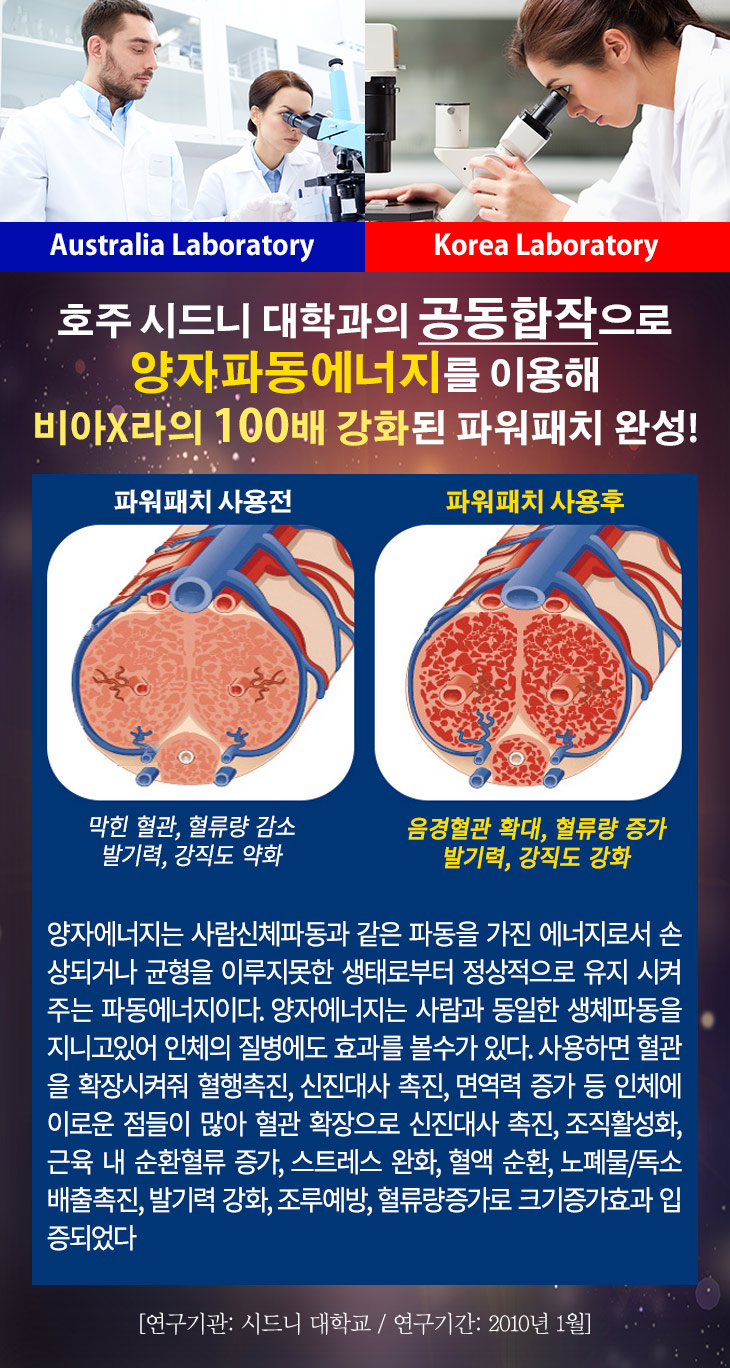 Australia Laboratory
Korea Laboratory
호주 시드니 대학과의 공동합작으로
양자파동에너지를 이용해
비아X라의 100배 강화된 파워패치 완성!
파워패치 사용전
파워패치 사용후
막힌 혈관, 혈류량 감소
발기력, 강직도 약화
음경혈관 확대, 혈류량 증가
발기력, 강직도 강화
양자에너지는 사람신체파동과 같은 파동을 가진 에너지로서 손
상되거나 균형을 이루지못한 생태로부터 정상적으로 유지 시켜
주는 파동에너지이다. 양자에너지는 사람과 동일한 생체파동을
지니고있어 인체의 질병에도 효과를 볼수가 있다. 사용하면 혈관
을 확장시켜줘 혈행촉진, 신진대사 촉진, 면역력 증가 등 인체에
이로운 점들이 많아 혈관 확장으로 신진대사 촉진, 조직활성화,
근육 내 순환혈류 증가, 스트레스 완화, 혈액 순환, 노폐물/독소
배출촉진, 발기력 강화, 조루예방, 혈류량증가로 크기증가효과 입
증되었다
[연구기관: 시드니 대학교 / 연구기간: 2010년 1월]